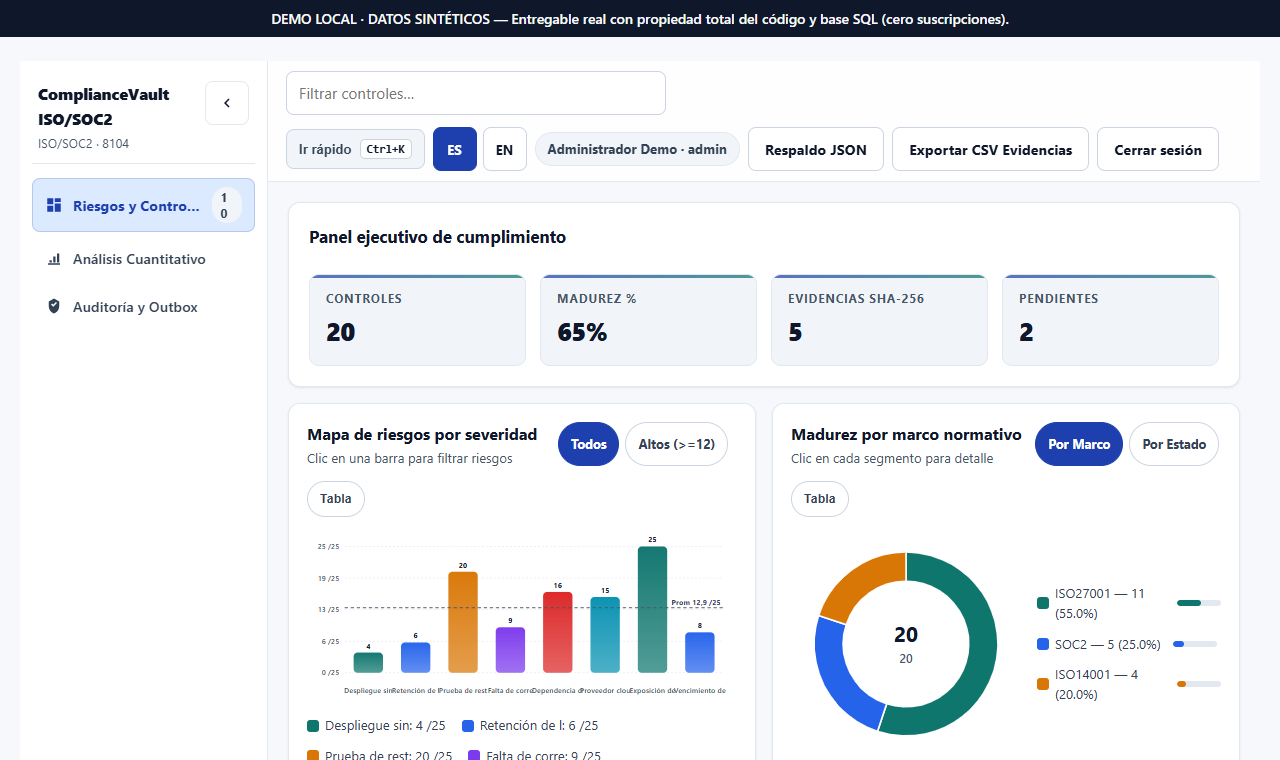 DEMO LOCAL · DATOS SINTÉTICOS — Entregable real con propiedad total del código y base SQL (cero suscripciones).
ComplianceVault
ISO/SOC2
ISO/SOC2 · 8104
Riesgos y Contro...
1
0
Análisis Cuantitativo
Auditoría y Outbox
Filtrar controles...
Ir rápido Ctrl+K
ES
EN
Administrador Demo · admin
Respaldo JSON
Exportar CSV Evidencias
Cerrar sesión
Panel ejecutivo de cumplimiento
CONTROLES
20
MADUREZ %
65%
EVIDENCIAS SHA-256
5
PENDIENTES
2
Mapa de riesgos por severidad
Clic en una barra para filtrar riesgos
Todos
Altos (>=12)
Tabla
25 /25
19 /25
13 /25
6 /25
0 /25
4
6
20
9
16
15
25
8
Prom 12,9 /25
Despliegue sin
Retención de l
Prueba de rest
Falta de corre
Dependencia d
Proveedor clou
Exposición de
Vencimiento de
Despliegue sin: 4 /25
Retención de l: 6 /25
Prueba de rest: 20 /25
Falta de corre: 9 /25
Madurez por marco normativo
Clic en cada segmento para detalle
Por Marco
Por Estado
Tabla
20
20
ISO27001 — 11
(55.0%)
SOC2 — 5 (25.0%)
ISO14001 — 4
(20.0%)